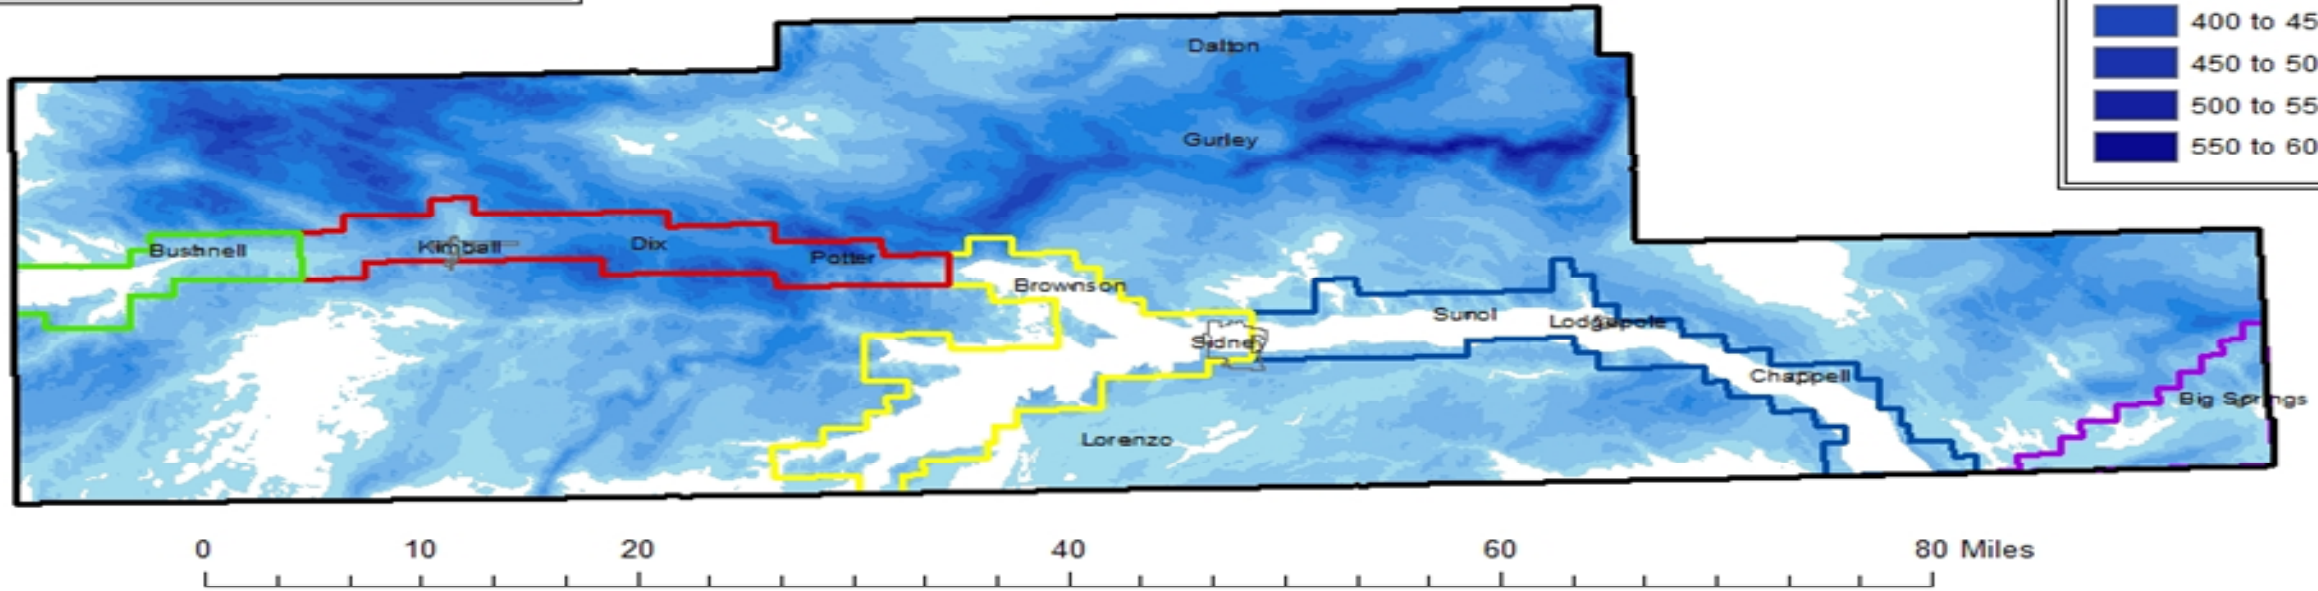 400 to 45
450 to 50
500 to 55
550 to 60
Dalton
Gurley
Bushnell
Kimball
Dix
Potter
Brownson
Sidney
Sunol
Lodgepole
Chappell
Big Springs
Lorenzo
0 10 20 40 60 80 Miles